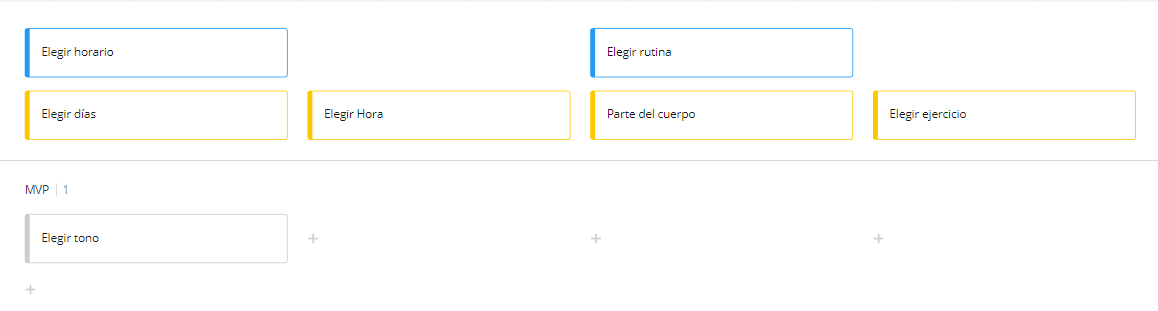 Elegir horario
Elegir rutina
Elegir días
Elegir Hora
Parte del cuerpo
Elegir ejercicio
MVP | 1
Elegir tono
+
+
+
+